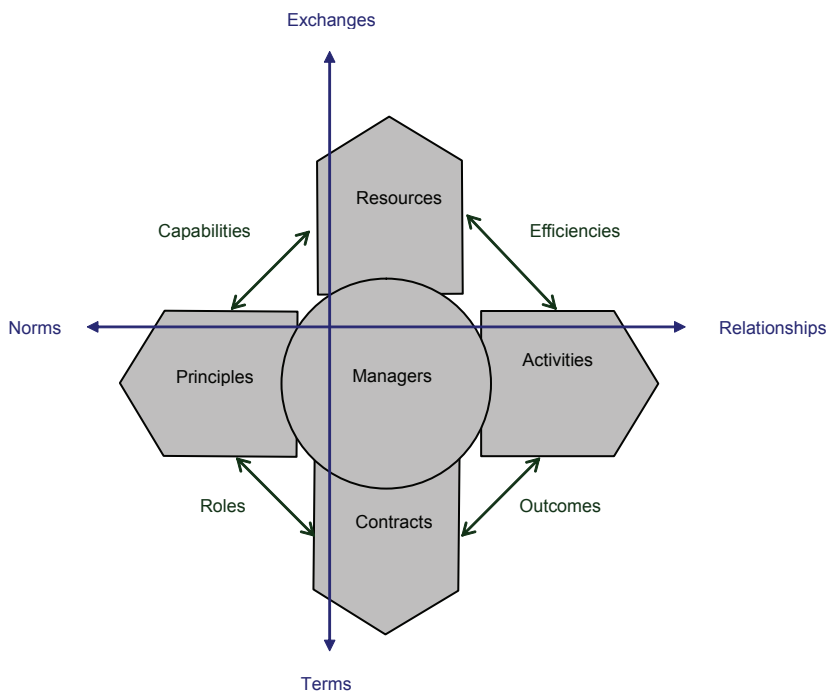 Exchanges
Resources
Capabilities
Efficiencies
Norms
Relationships
Principles
Managers
Activities
Roles
Contracts
Outcomes
Terms